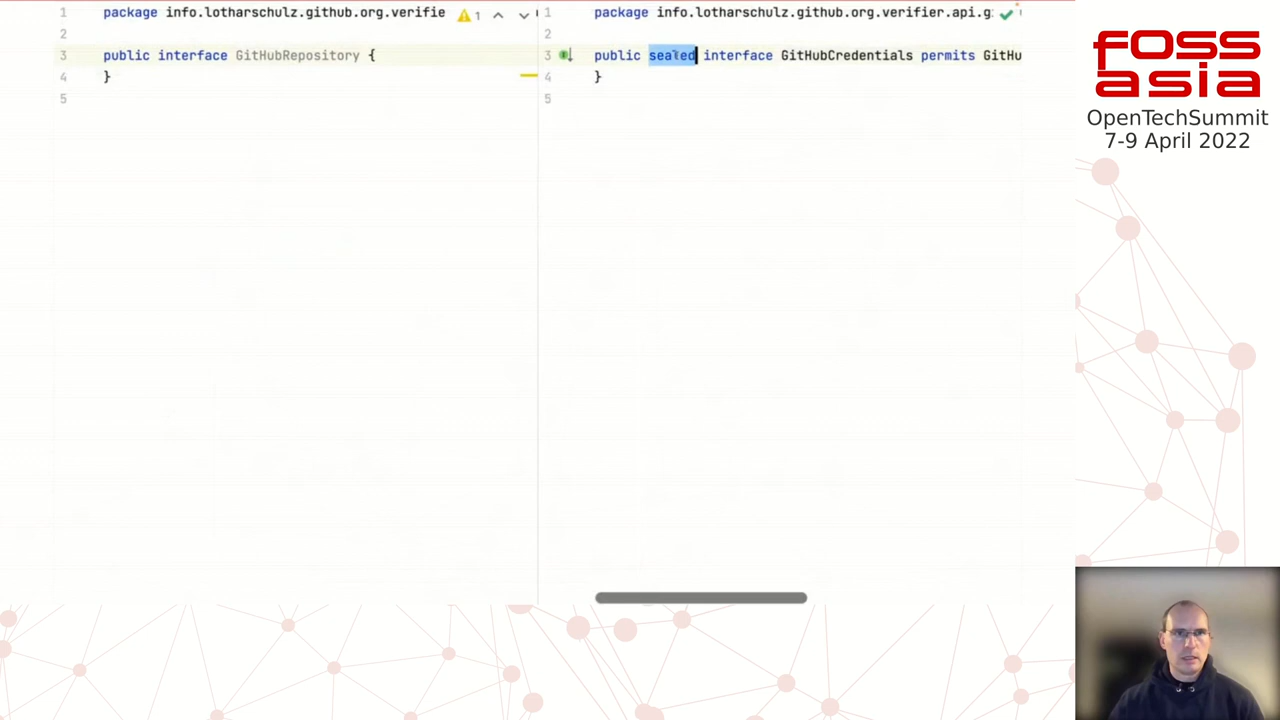 1 package info.lotharschulz.github.org.verifie 1
2
3 public interface GitHubRepository {
4 }
5
1 package info.lotharschulz.github.org.verifier.api.g
2
3 public sealed interface GitHubCredentials permits GitHu
4 }
5
FOSS
asia
OpenTechSummit
7-9 April 2022